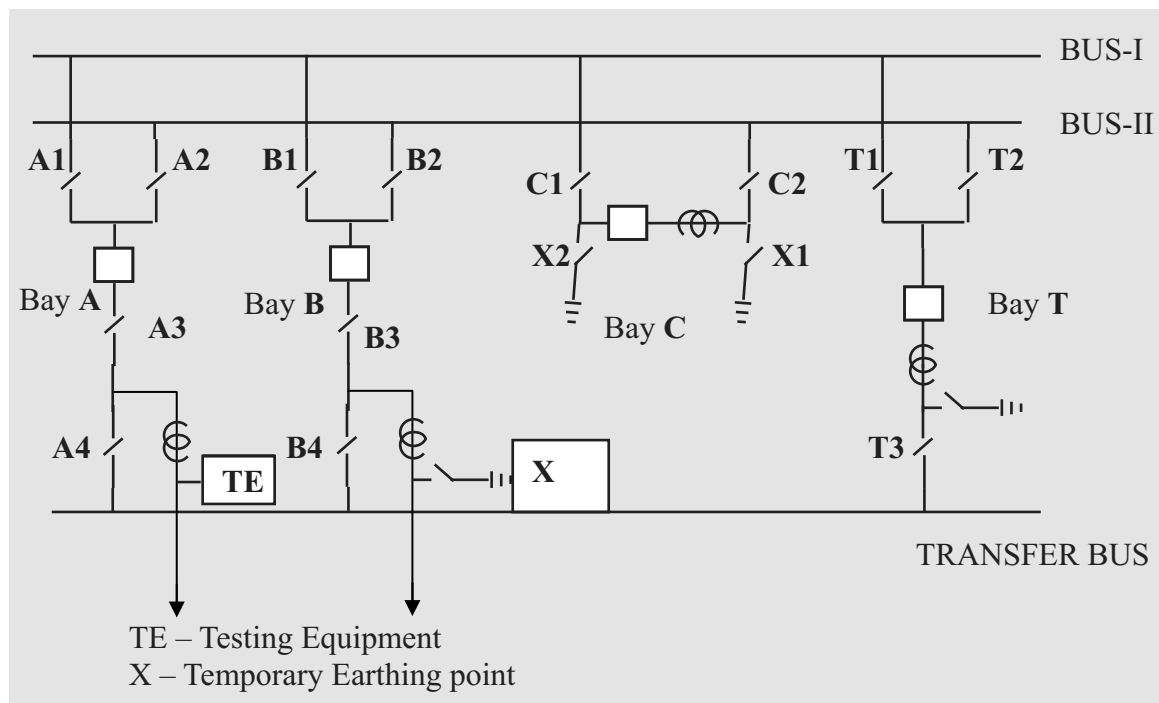 BUS-I
BUS-II
A1 A2 B1 B2 C1 C2 T1 T2
X2 X1
Bay A Bay B Bay C Bay T
A3 B3
A4 B4 T3
TE X
TRANSFER BUS
TE – Testing Equipment
X – Temporary Earthing point